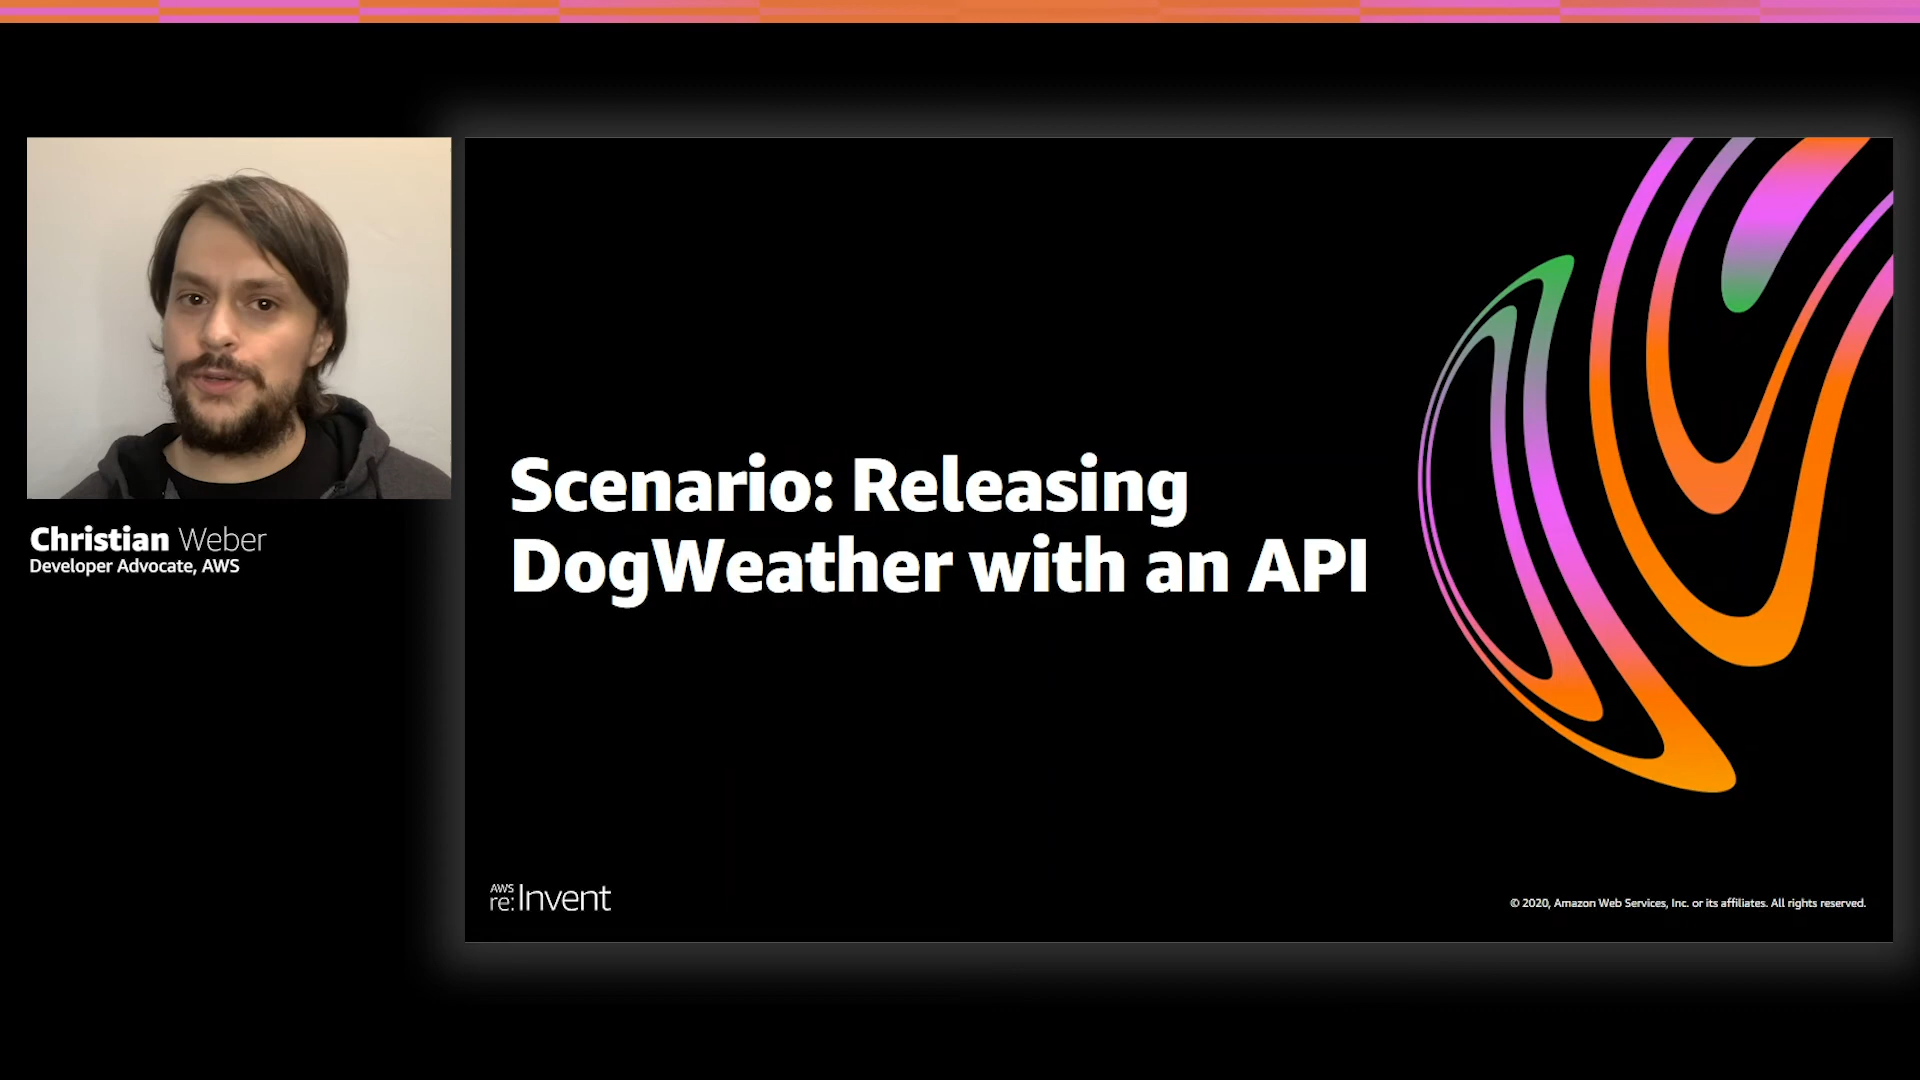 Christian Weber
Developer Advocate, AWS
Scenario: Releasing
DogWeather with an API
AWS
re:Invent
© 2020, Amazon Web Services, Inc. or its affiliates. All rights reserved.